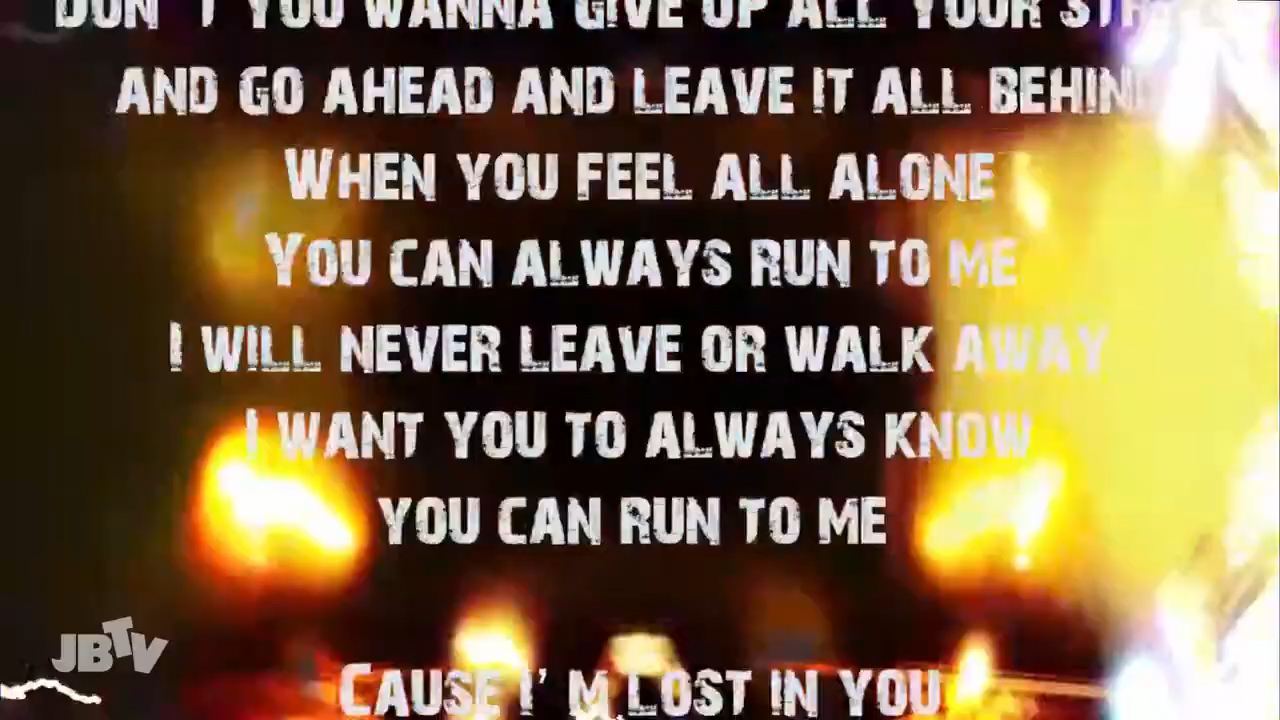 DON'T YOU WANNA GIVE UP ALL YOUR
AND GO AHEAD AND LEAVE IT ALL BEHIND
WHEN YOU FEEL ALL ALONE
YOU CAN ALWAYS RUN TO ME
I WILL NEVER LEAVE OR WALK AWAY
I WANT YOU TO ALWAYS KNOW
YOU CAN RUN TO ME
JBTV
CAUSE I'M LOST IN YOU